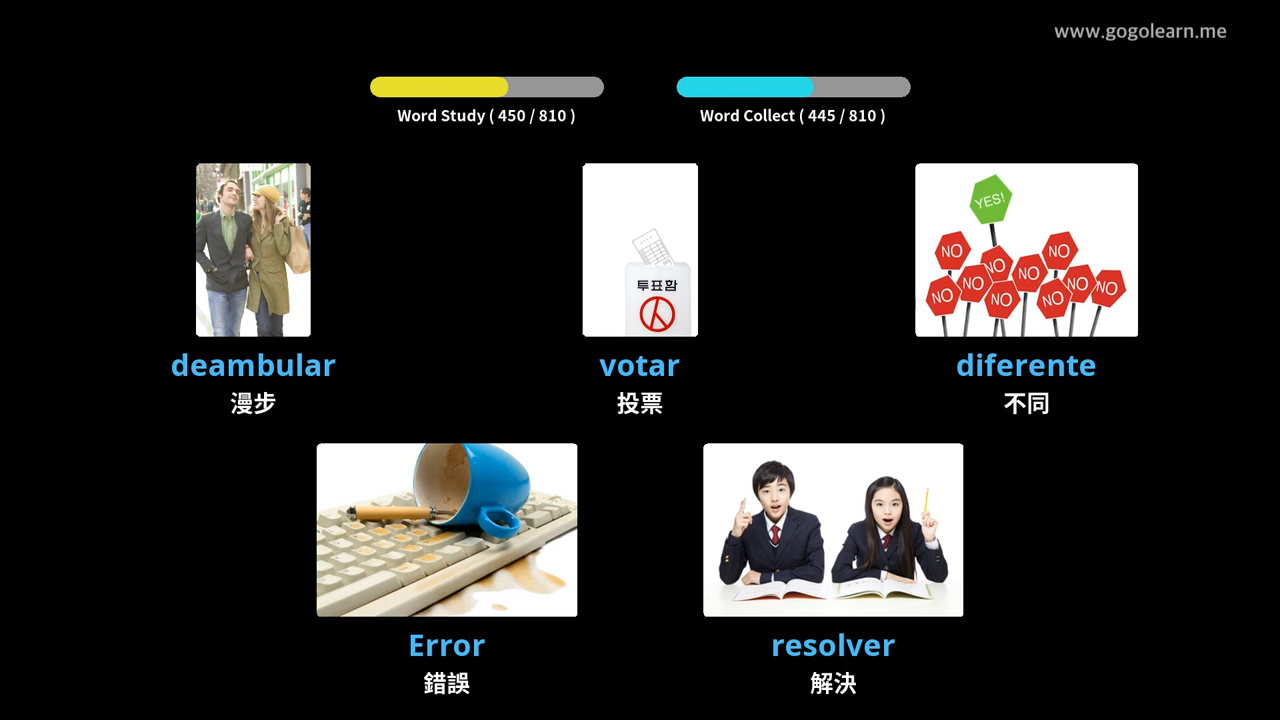 www.gogolearn.me
Word Study ( 450 / 810 )
Word Collect ( 445 / 810 )
투표함
YES!
NO
NO
NO
NO
NO
NO
NO
NO
NO
NO
deambular
漫步
votar
投票
diferente
不同
Error
錯誤
resolver
解決